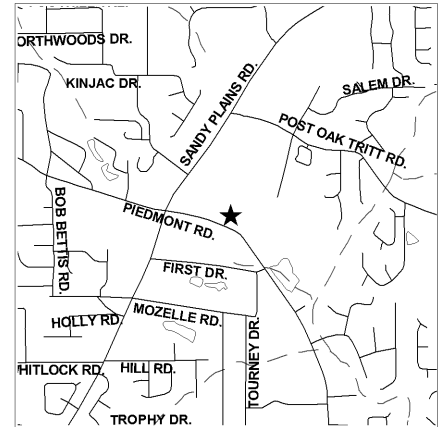 ORTHWOODS DR.
KINJAC DR.
SANDY PLAINS RD.
SALEM DR.
POST OAK TRITT RD.
BOB BETTIS RD.
PIEDMONT RD.
FIRST DR.
MOZELLE RD.
HOLLY RD.
TOURNEY DR.
HITLOCK RD.
HILL RD.
TROPHY DR.